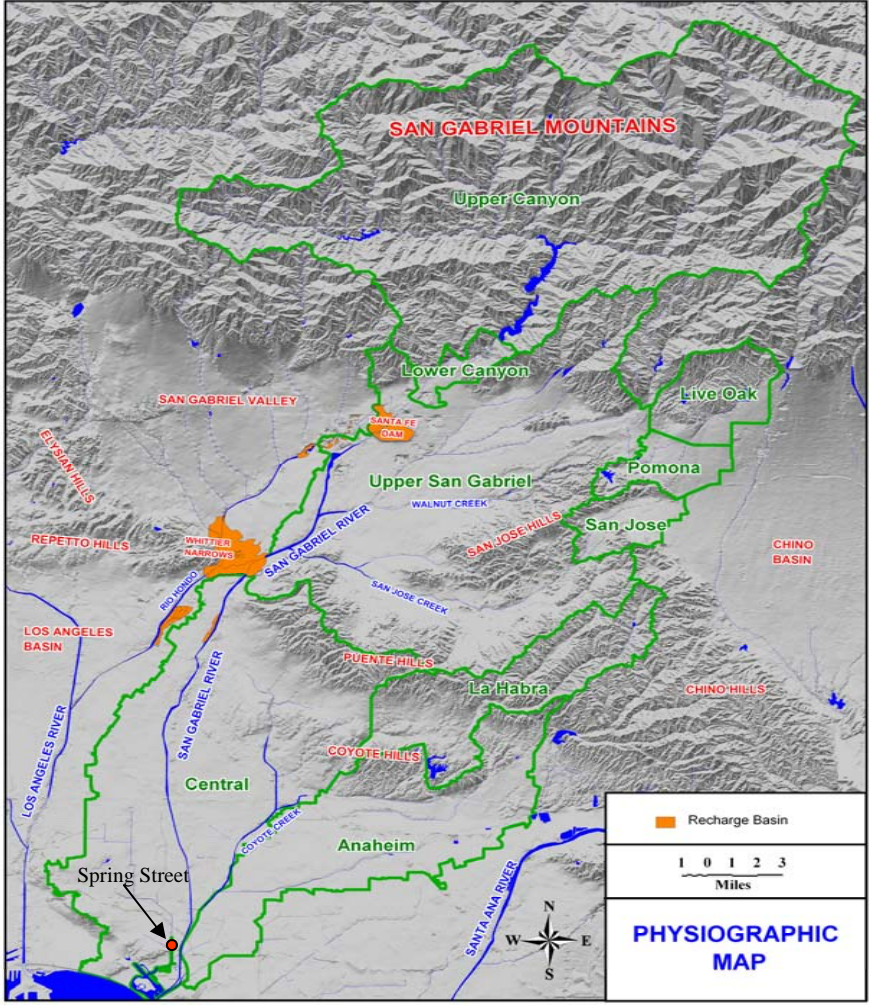 SAN GABRIEL MOUNTAINS
Upper Canyon
Lower Canyon
Live Oak
SAN GABRIEL VALLEY
SANTA FE
DAM
ELYSIAN HILLS
Upper San Gabriel
Pomona
WALNUT CREEK
SAN JOSE HILLS
San Jose
REPETTO HILLS
WHITTIER
NARROWS
SAN GABRIEL RIVER
CHINO
BASIN
RIO HONDO
SAN JOSE CREEK
LOS ANGELES
BASIN
PUENTE HILLS
La Habra
CHINO HILLS
LOS ANGELES RIVER
SAN GABRIEL RIVER
COYOTE HILLS
Central
COYOTE CREEK
Anaheim
SANTA ANA RIVER
Spring Street
Recharge Basin
1 0 1 2 3
Miles
N
W E
S
PHYSIOGRAPHIC
MAP